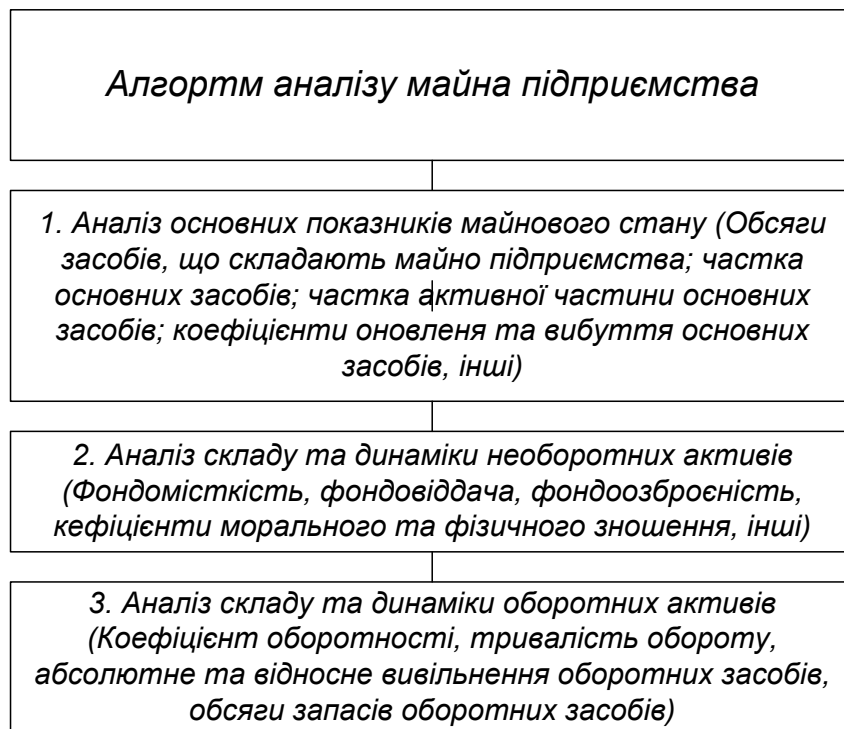 Алгортм аналізу майна підприємства
1. Аналіз основних показників майнового стану (Обсяги
засобів, що складають майно підприємства; частка
основних засобів; частка активної частини основних
засобів; коефіцієнти оновленя та вибуття основних
засобів, інші)
2. Аналіз складу та динаміки необоротних активів
(Фондомісткість, фондовіддача, фондоозброєність,
кефіцієнти морального та фізичного зношення, інші)
3. Аналіз складу та динаміки оборотних активів
(Коефіцієнт оборотності, тривалість обороту,
абсолютне та відносне вивільнення оборотних засобів,
обсяги запасів оборотних засобів)